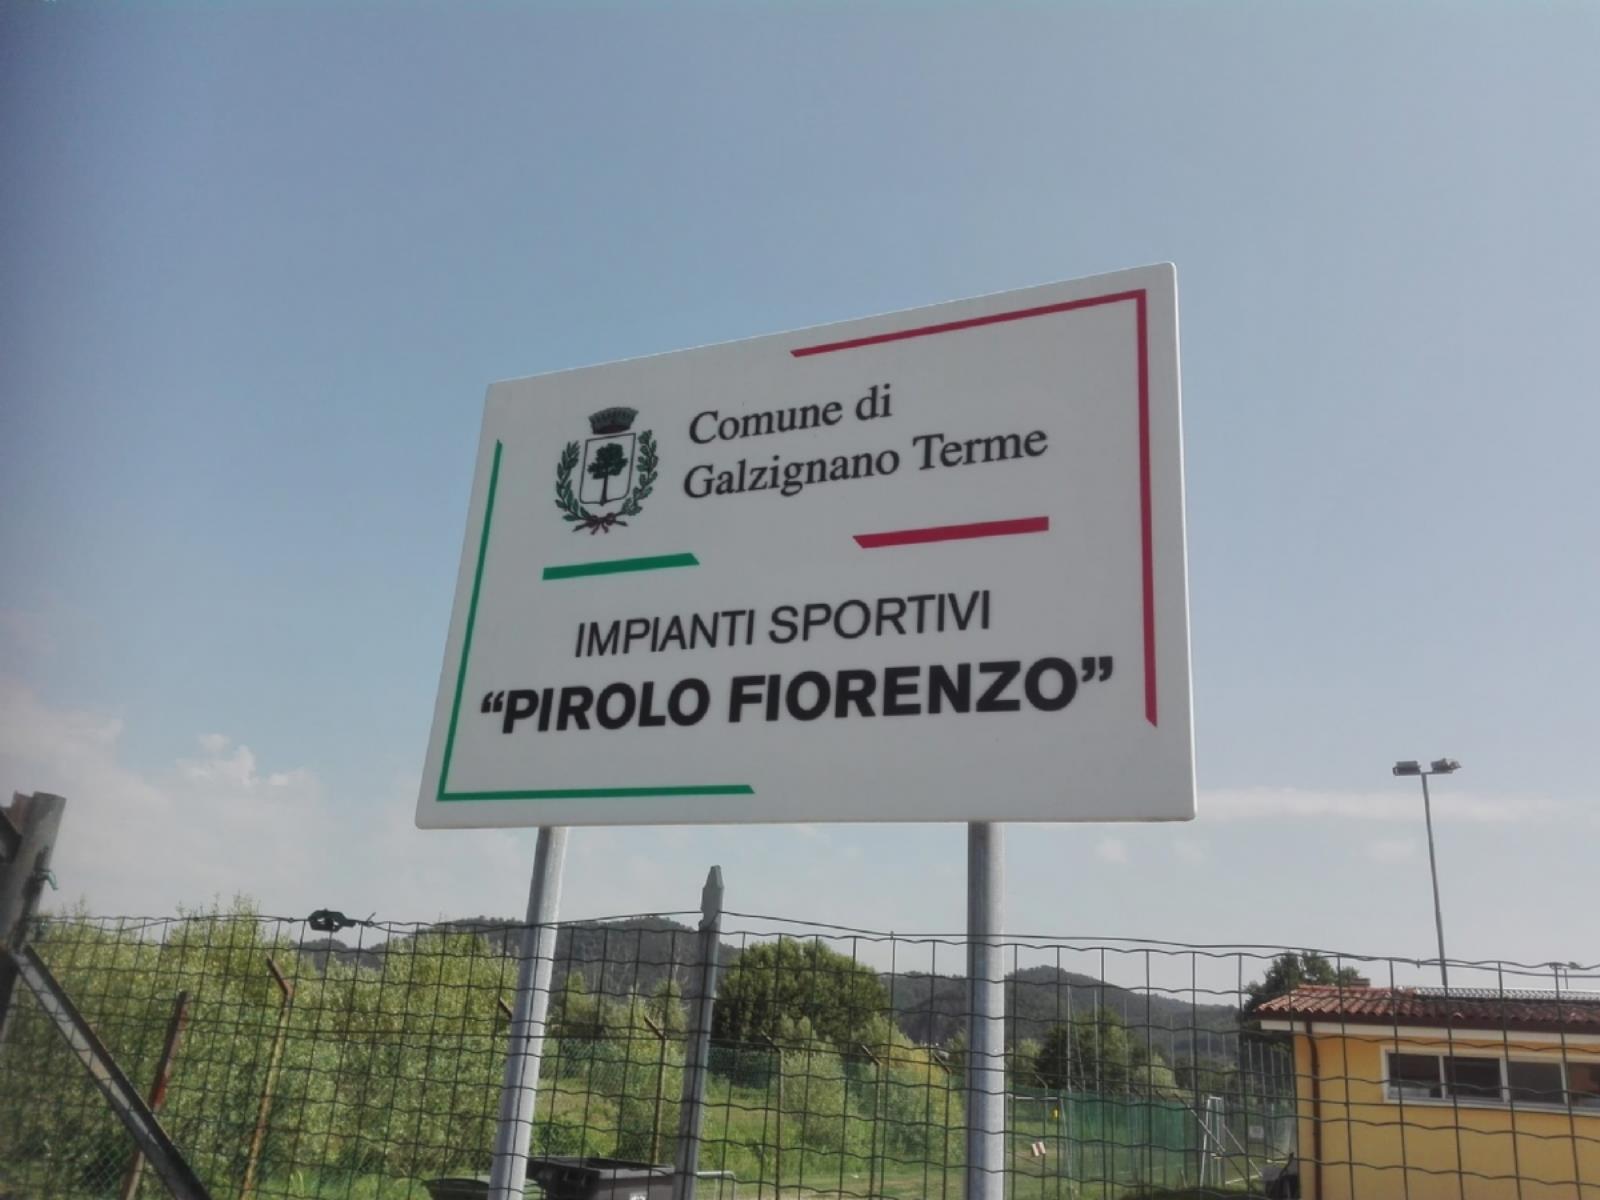 Comune di
Galzignano Terme
IMPIANTI SPORTIVI
“PIROLO FIORENZO”